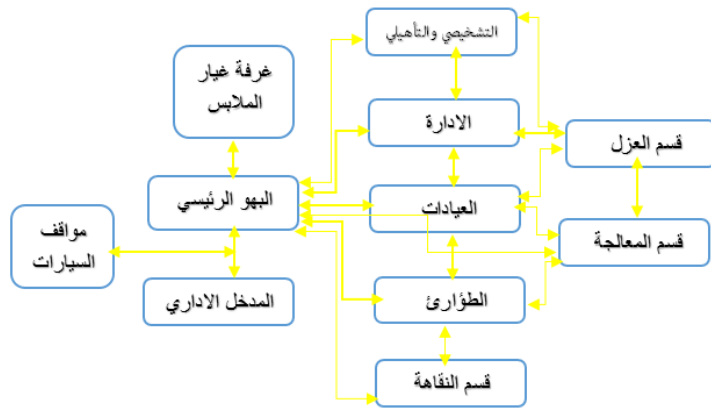 التشخيصي والتأهيلي
غرفة غيار
الملابس
الادارة
قسم العزل
البهو الرئيسي
العيادات
مواقف
السيارات
قسم المعالجة
المدخل الاداري
الطؤارئ
قسم النقاهة